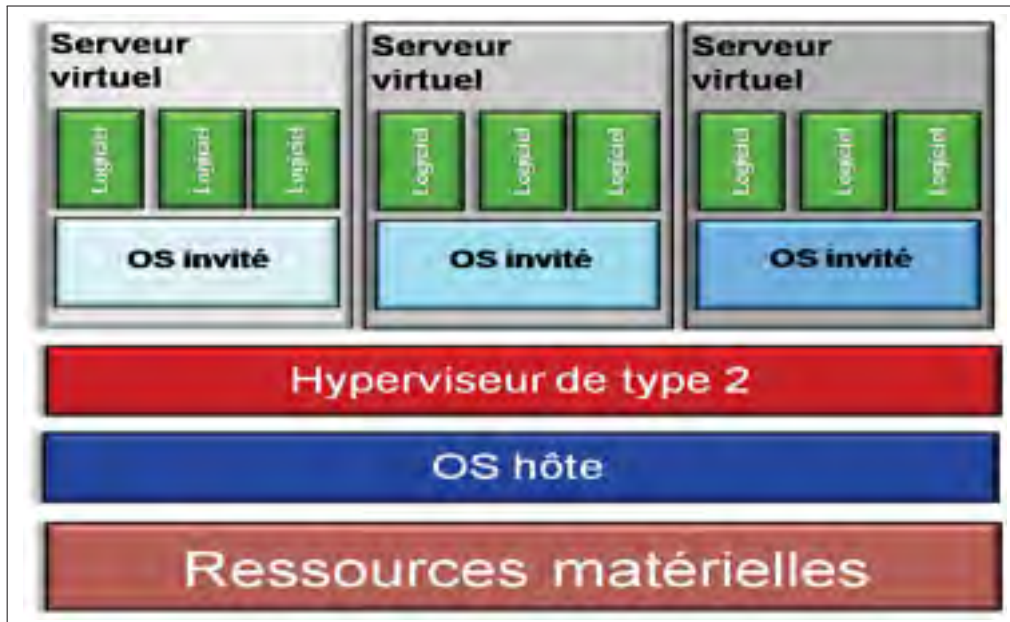 Serveur
virtuel
Logiciel
Logiciel
Logiciel
OS invité
Serveur
virtuel
Logiciel
Logiciel
Logiciel
OS invité
Serveur
virtuel
Logiciel
Logiciel
Logiciel
OS invité
Hyperviseur de type 2
OS hôte
Ressources matérielles